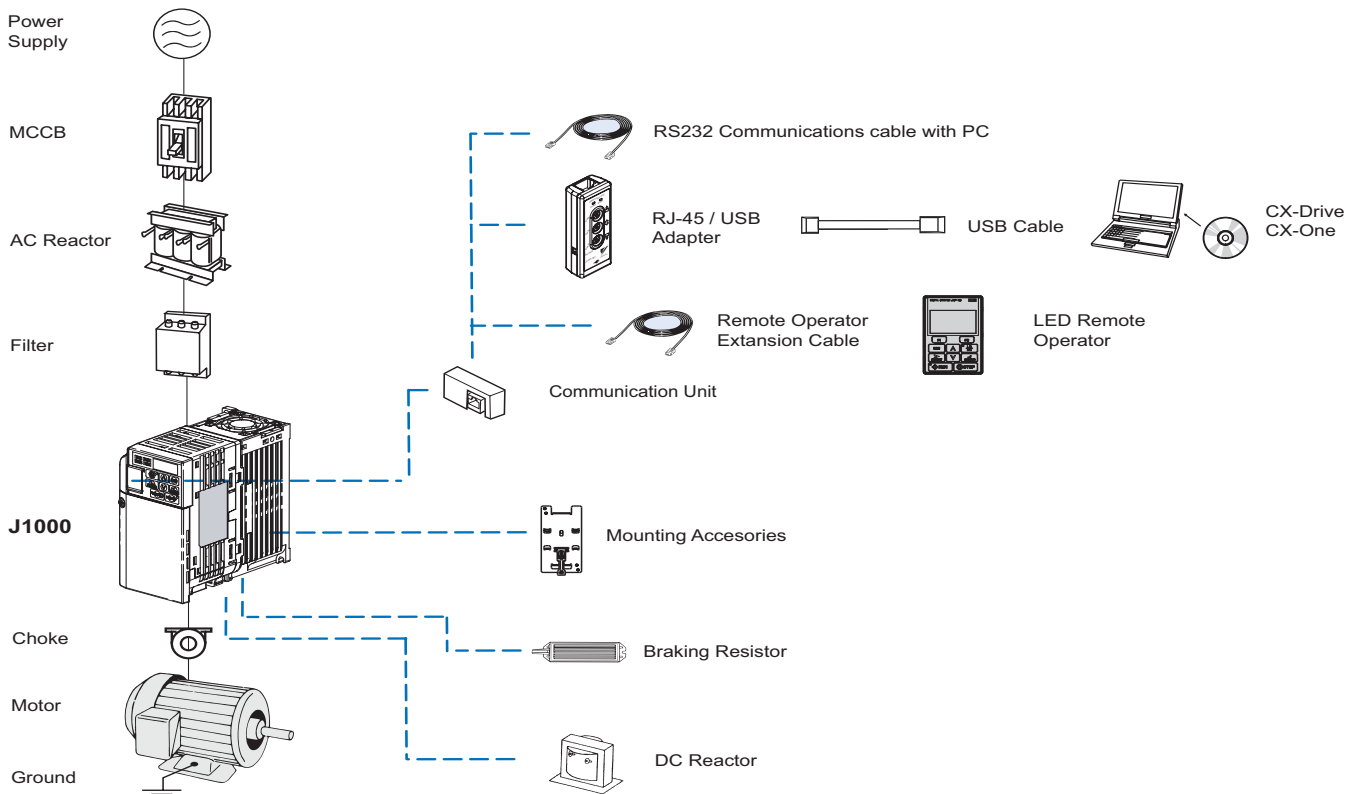 Power
Supply
MCCB
RS232 Communications cable with PC
RJ-45 / USB
Adapter
USB Cable
CX-Drive
CX-One
AC Reactor
Remote Operator
Extension Cable
LED Remote
Operator
Filter
Communication Unit
J1000
Mounting Accesories
Choke
Braking Resistor
Motor
DC Reactor
Ground